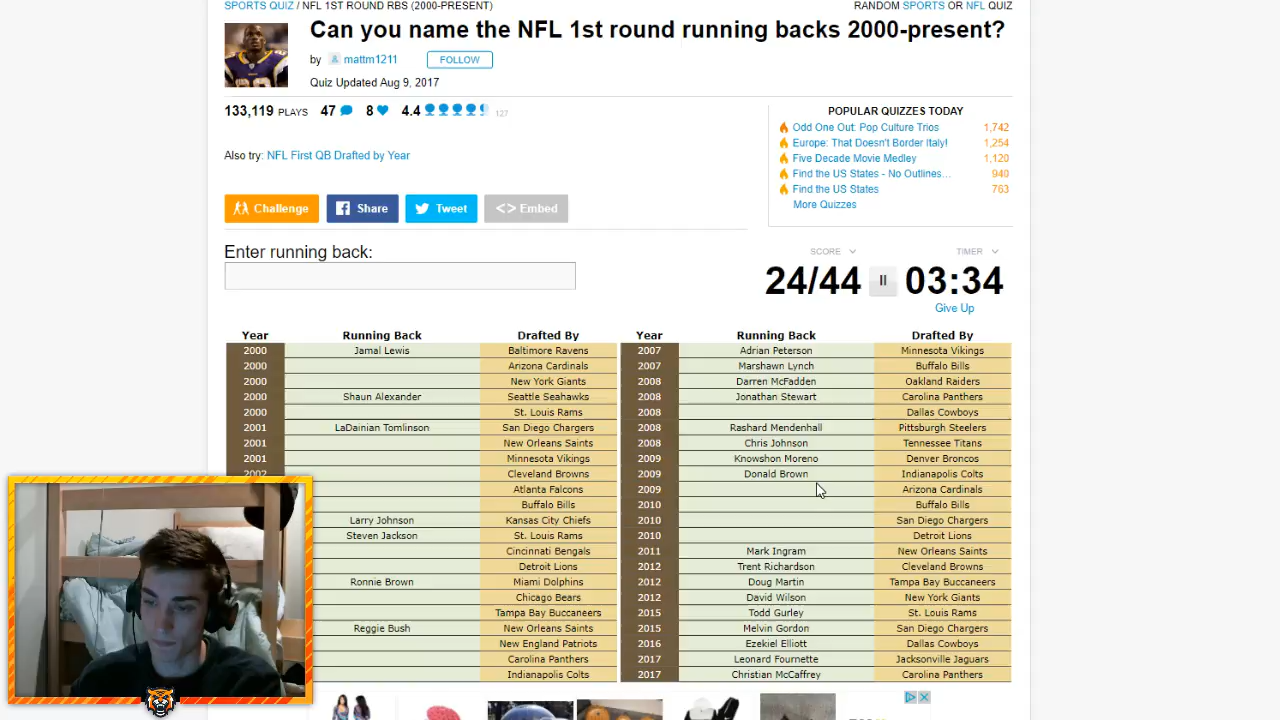 SPORTS QUIZ / NFL 1ST ROUND RBS (2000-PRESENT)
RANDOM SPORTS OR NFL QUIZ
Can you name the NFL 1st round running backs 2000-present?
by mattm1211 FOLLOW
Quiz Updated Aug 9, 2017
133,119 PLAYS 47 8 4.4 127
POPULAR QUIZZES TODAY
Odd One Out: Pop Culture Trios 1,742
Europe: That Doesn't Border Italy! 1,254
Five Decade Movie Medley 1,120
Find the US States - No Outlines... 940
Find the US States 763
More Quizzes
Also try: NFL First QB Drafted by Year
Challenge Share Tweet <> Embed
Enter running back:
SCORE TIMER
24/44 03:34
Give Up
Year Running Back Drafted By
2000 Jamal Lewis Baltimore Ravens
2000 Arizona Cardinals
2000 New York Giants
2000 Shaun Alexander Seattle Seahawks
2000 St. Louis Rams
2001 LaDainian Tomlinson San Diego Chargers
2001 New Orleans Saints
2001 Minnesota Vikings
2002 Cleveland Browns
Atlanta Falcons
Buffalo Bills
Larry Johnson Kansas City Chiefs
Steven Jackson St. Louis Rams
Cincinnati Bengals
Detroit Lions
Ronnie Brown Miami Dolphins
Chicago Bears
Tampa Bay Buccaneers
Reggie Bush New Orleans Saints
New England Patriots
Carolina Panthers
Indianapolis Colts
Year Running Back Drafted By
2007 Adrian Peterson Minnesota Vikings
2007 Marshawn Lynch Buffalo Bills
2008 Darren McFadden Oakland Raiders
2008 Jonathan Stewart Carolina Panthers
2008 Dallas Cowboys
2008 Rashard Mendenhall Pittsburgh Steelers
2008 Chris Johnson Tennessee Titans
2009 Knowshon Moreno Denver Broncos
2009 Donald Brown Indianapolis Colts
2009 Arizona Cardinals
2010 Buffalo Bills
2010 San Diego Chargers
2010 Detroit Lions
2011 Mark Ingram New Orleans Saints
2012 Trent Richardson Cleveland Browns
2012 Doug Martin Tampa Bay Buccaneers
2012 David Wilson New York Giants
2015 Todd Gurley St. Louis Rams
2015 Melvin Gordon San Diego Chargers
2016 Ezekiel Elliott Dallas Cowboys
2017 Leonard Fournette Jacksonville Jaguars
2017 Christian McCaffrey Carolina Panthers